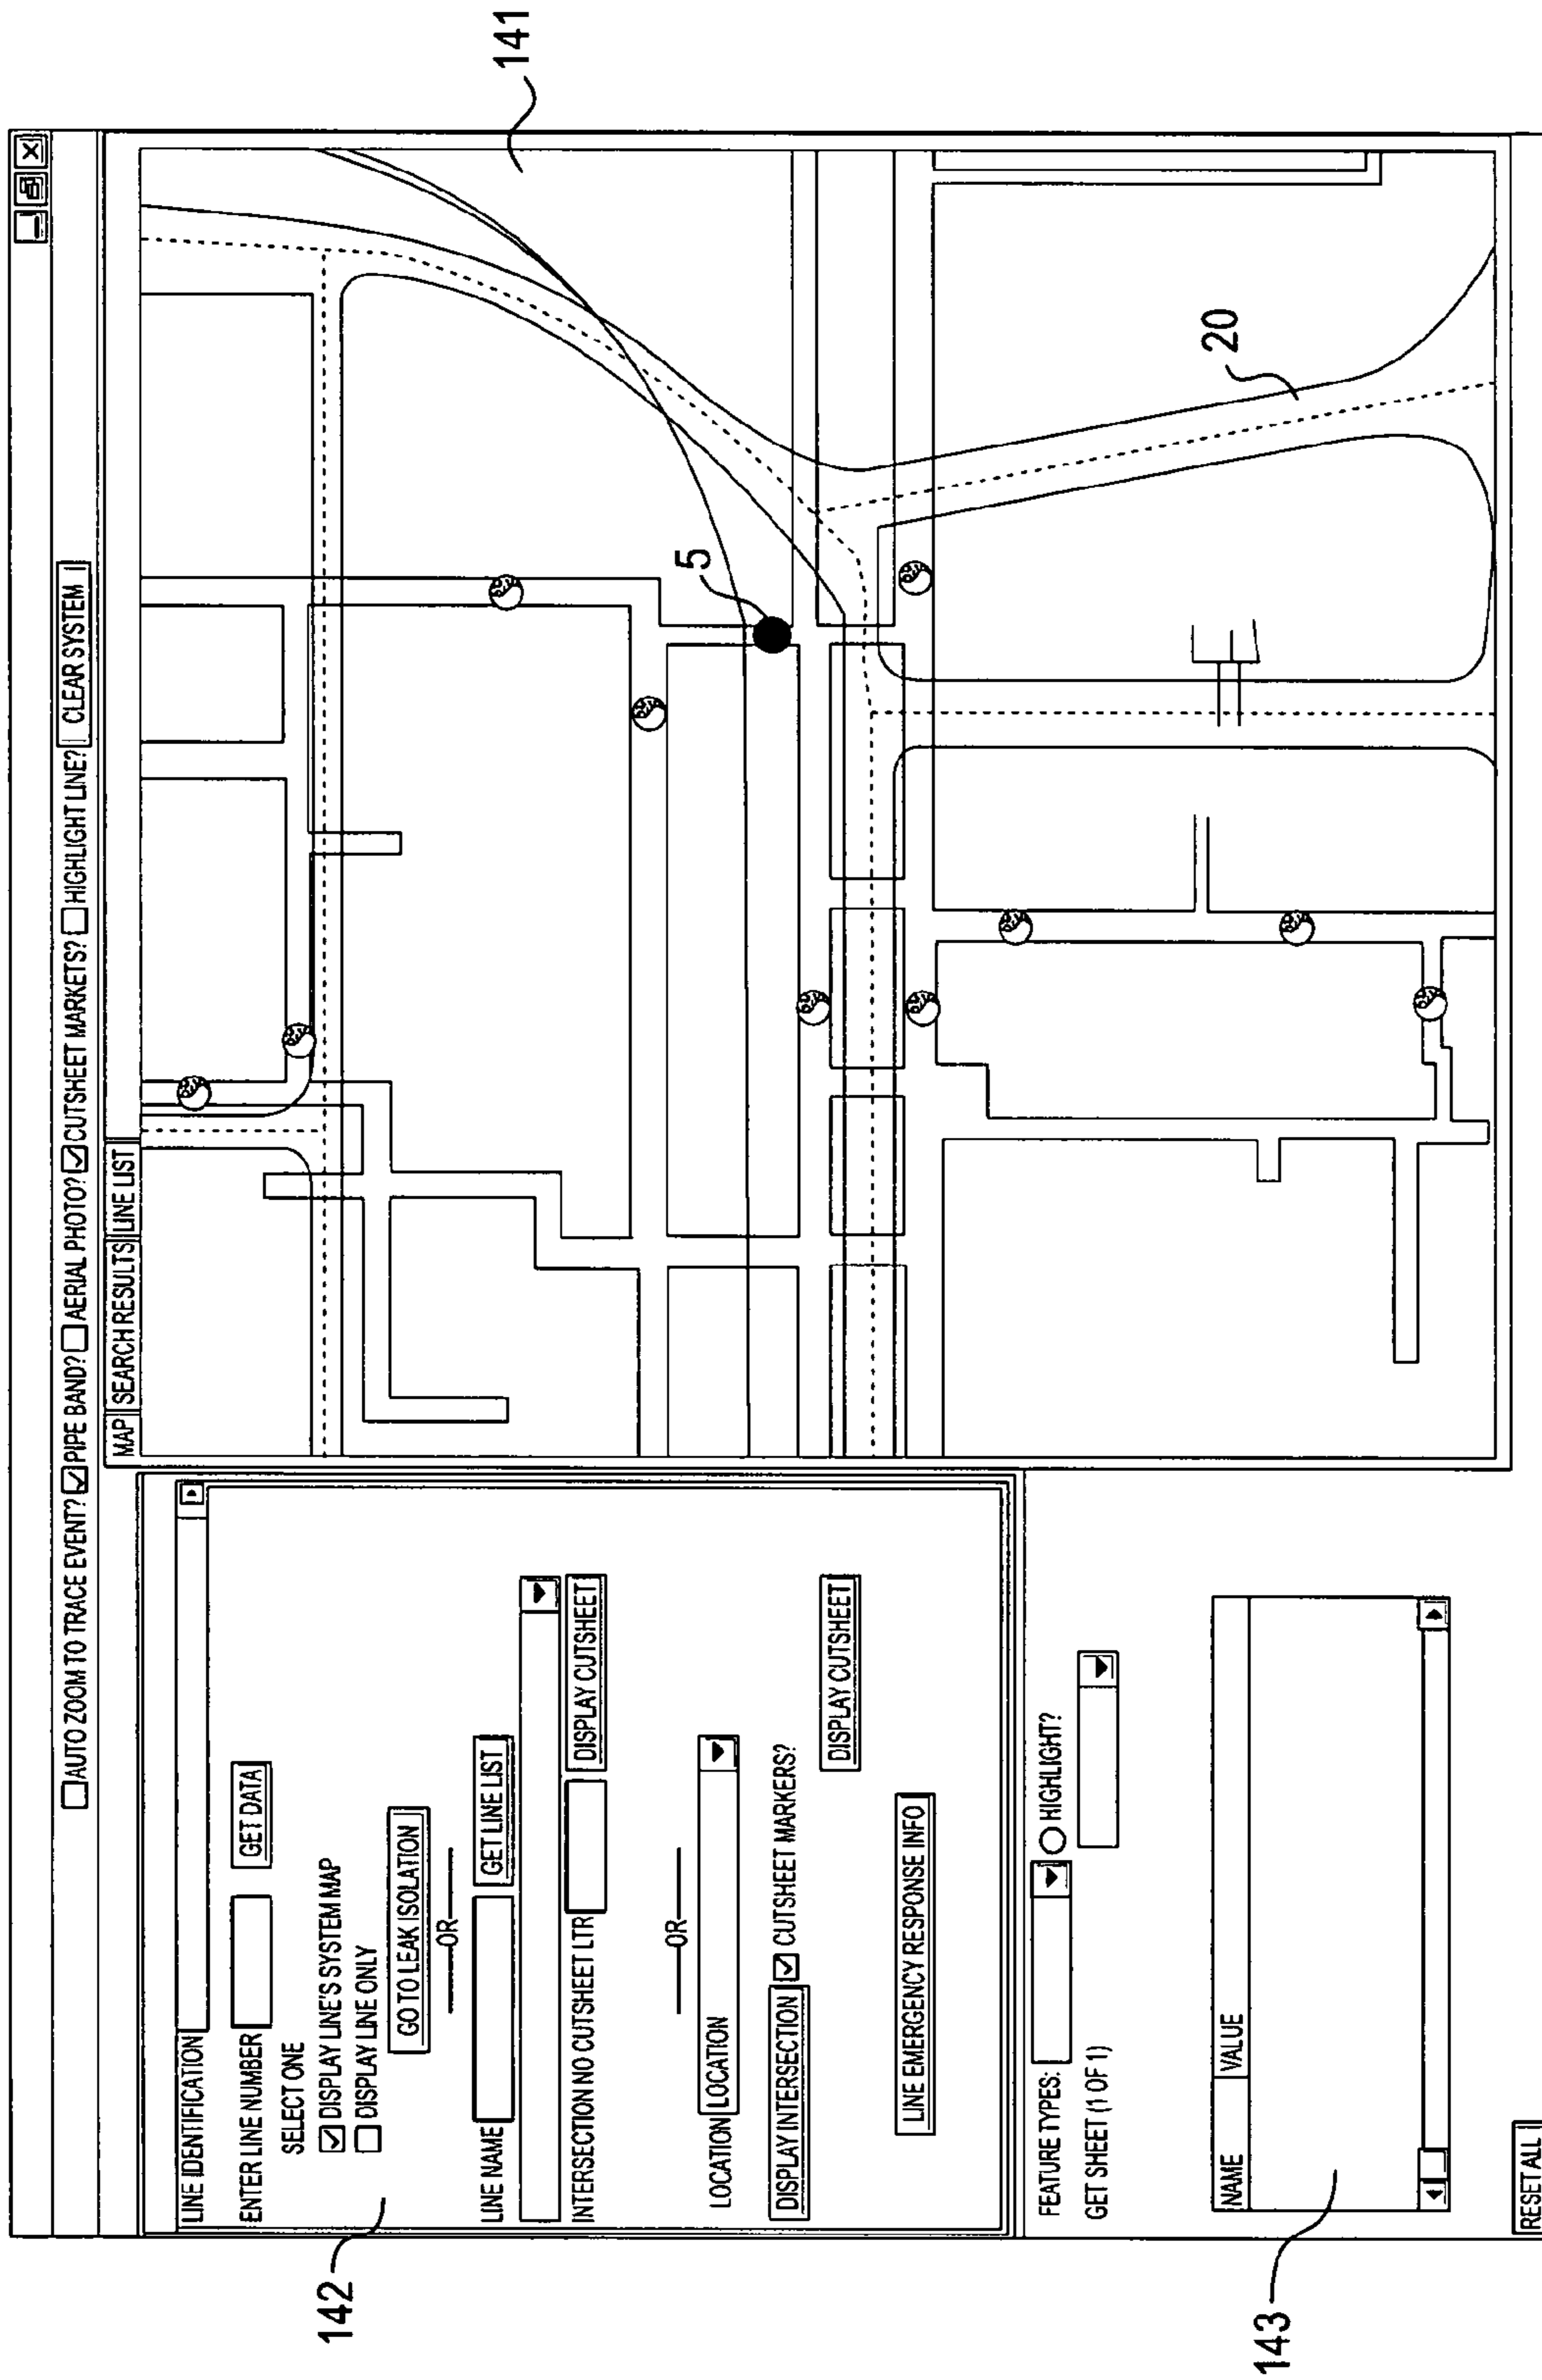 AUTO ZOOM TO TRACE EVENT? PIPE BAND? AERIAL PHOTO? CUTSHEET MARKETS? HIGHLIGHT LINE? CLEAR SYSTEM
MAP SEARCH RESULTS LINE LIST
LINE IDENTIFICATION
ENTER LINE NUMBER GET DATA
SELECT ONE
DISPLAY LINE'S SYSTEM MAP
DISPLAY LINE ONLY
GO TO LEAK ISOLATION
OR
LINE NAME GET LINE LIST
INTERSECTION NO CUTSHEET LTR DISPLAY CUTSHEET
OR
LOCATION LOCATION
DISPLAY INTERSECTION CUTSHEET MARKERS?
DISPLAY CUTSHEET
LINE EMERGENCY RESPONSE INFO
FEATURE TYPES: HIGHLIGHT?
GET SHEET (1 OF 1)
NAME VALUE
RESET ALL
141
142
143
5
20